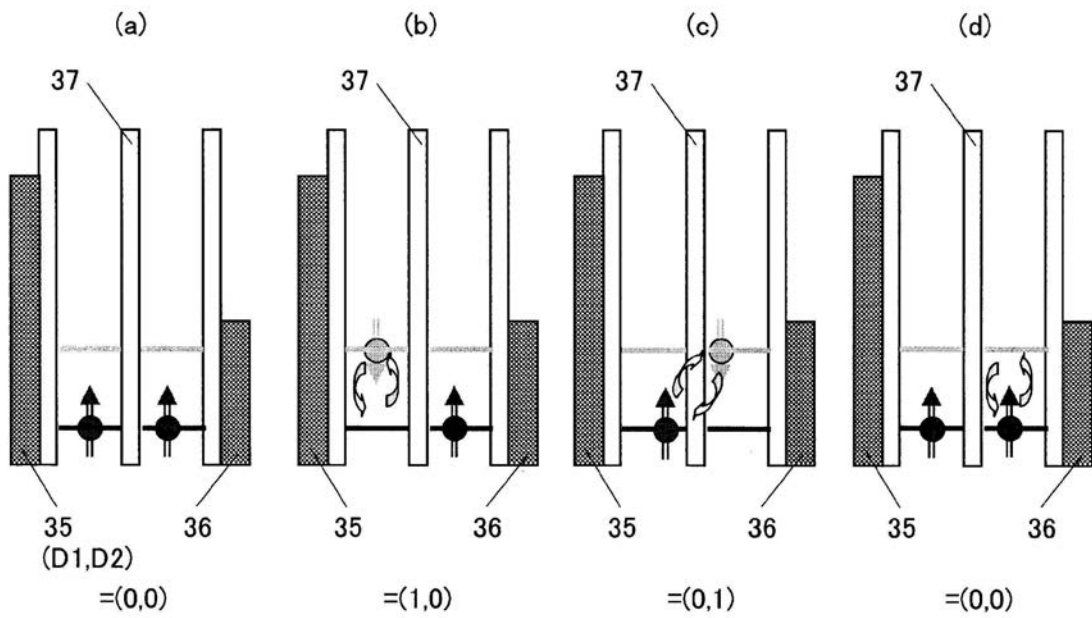 (a) (b) (c) (d)
37 37 37 37
35 36 35 36 35 36 35 36
(D1,D2)
=(0,0) =(1,0) =(0,1) =(0,0)